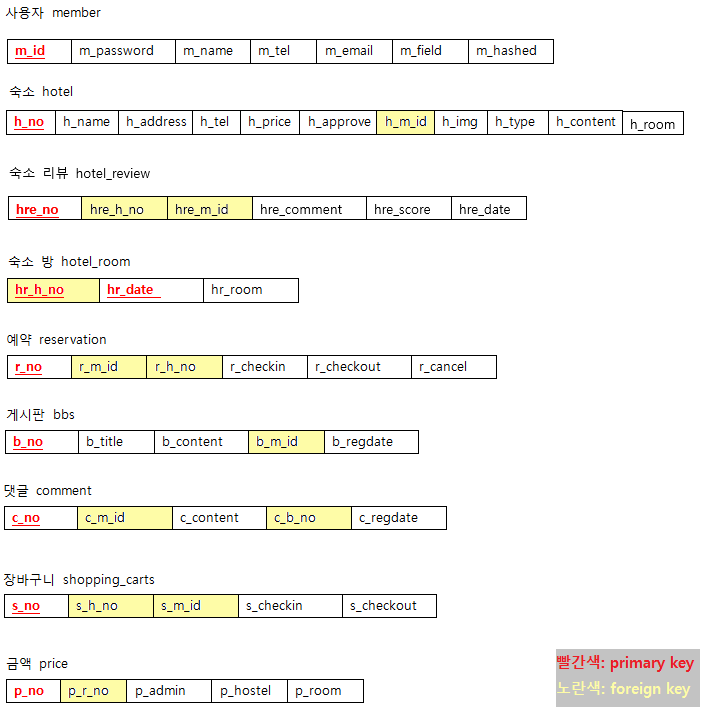 사용자 member
m_id m_password m_name m_tel m_email m_field m_hashed
숙소 hotel
h_no h_name h_address h_tel h_price h_approve h_m_id h_img h_type h_content h_room
숙소 리뷰 hotel_review
hre_no hre_h_no hre_m_id hre_comment hre_score hre_date
숙소 방 hotel_room
hr_h_no hr_date hr_room
예약 reservation
r_no r_m_id r_h_no r_checkin r_checkout r_cancel
게시판 bbs
b_no b_title b_content b_m_id b_regdate
댓글 comment
c_no c_m_id c_content c_b_no c_regdate
장바구니 shopping_carts
s_no s_h_no s_m_id s_checkin s_checkout
금액 price
p_no p_r_no p_admin p_hostel p_room
빨간색: primary key
노란색: foreign key